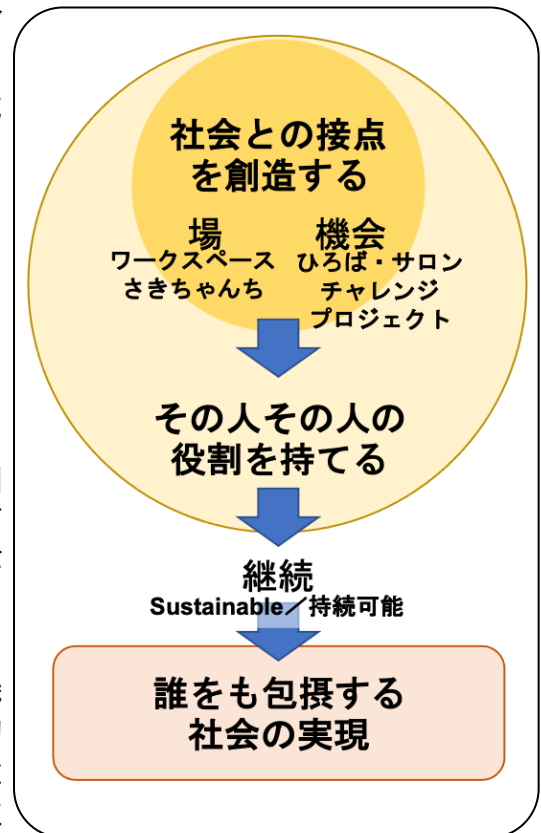 社会との接点
を創造する
場 機会
ワークスペース ひろば・サロン
さきちゃんち チャレンジ
プロジェクト
その人その人の
役割を持てる
継続
Sustainable／持続可能
誰をも包摂する
社会の実現